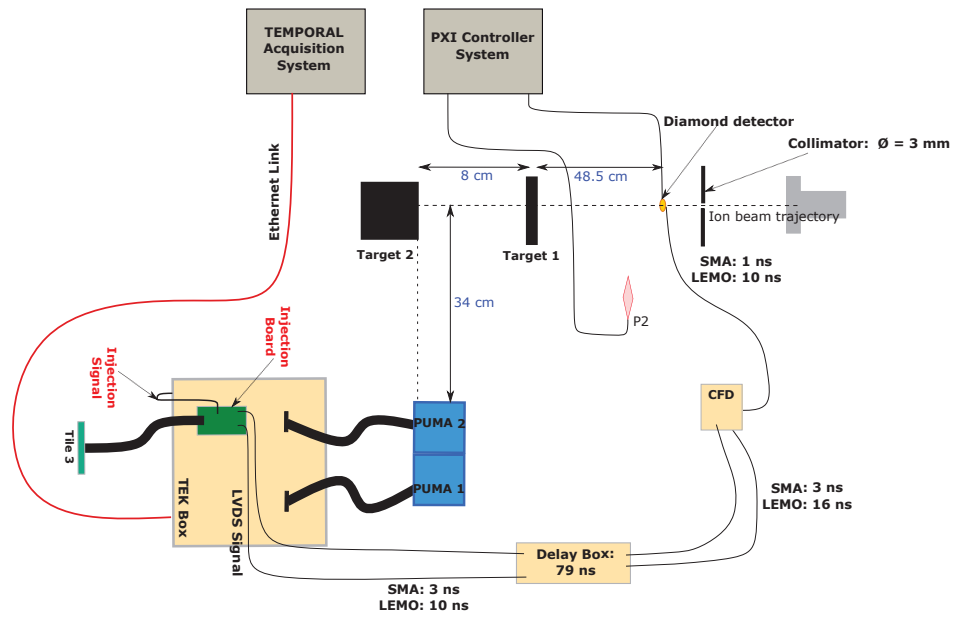 TEMPORAL
Acquisition
System
PXI Controller
System
Diamond detector
Collimator:  Ø = 3 mm
8 cm
48.5 cm
Ion beam trajectory
Ethernet Link
Target 2
Target 1
SMA: 1 ns
LEMO: 10 ns
34 cm
P2
Injection
Board
Injection
Signal
CFD
PUMA 2
Tile 3
PUMA 1
TEK Box
LVDS Signal
SMA: 3 ns
LEMO: 16 ns
Delay Box:
79 ns
SMA: 3 ns
LEMO: 10 ns